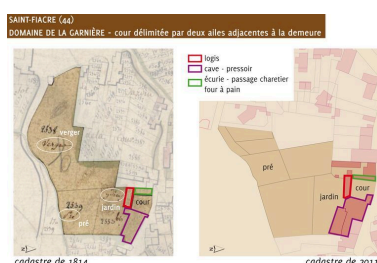 SAINT-FIACRE (44)
DOMAINE DE LA GARNIÈRE - cour délimitée par deux ailes adjacentes à la demeure
logis
cave - pressoir
écurie - passage charetier
four à pain
verger
jardin
cour
pré
pré
jardin
cour
cadastre de 1814
cadastre de 2011